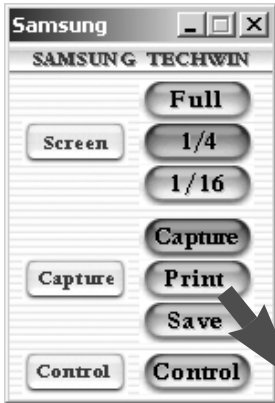 Samsung
SAMSUNG TECHWIN
Full
Screen 1/4
1/16
Capture
Capture Print
Save
Control Control